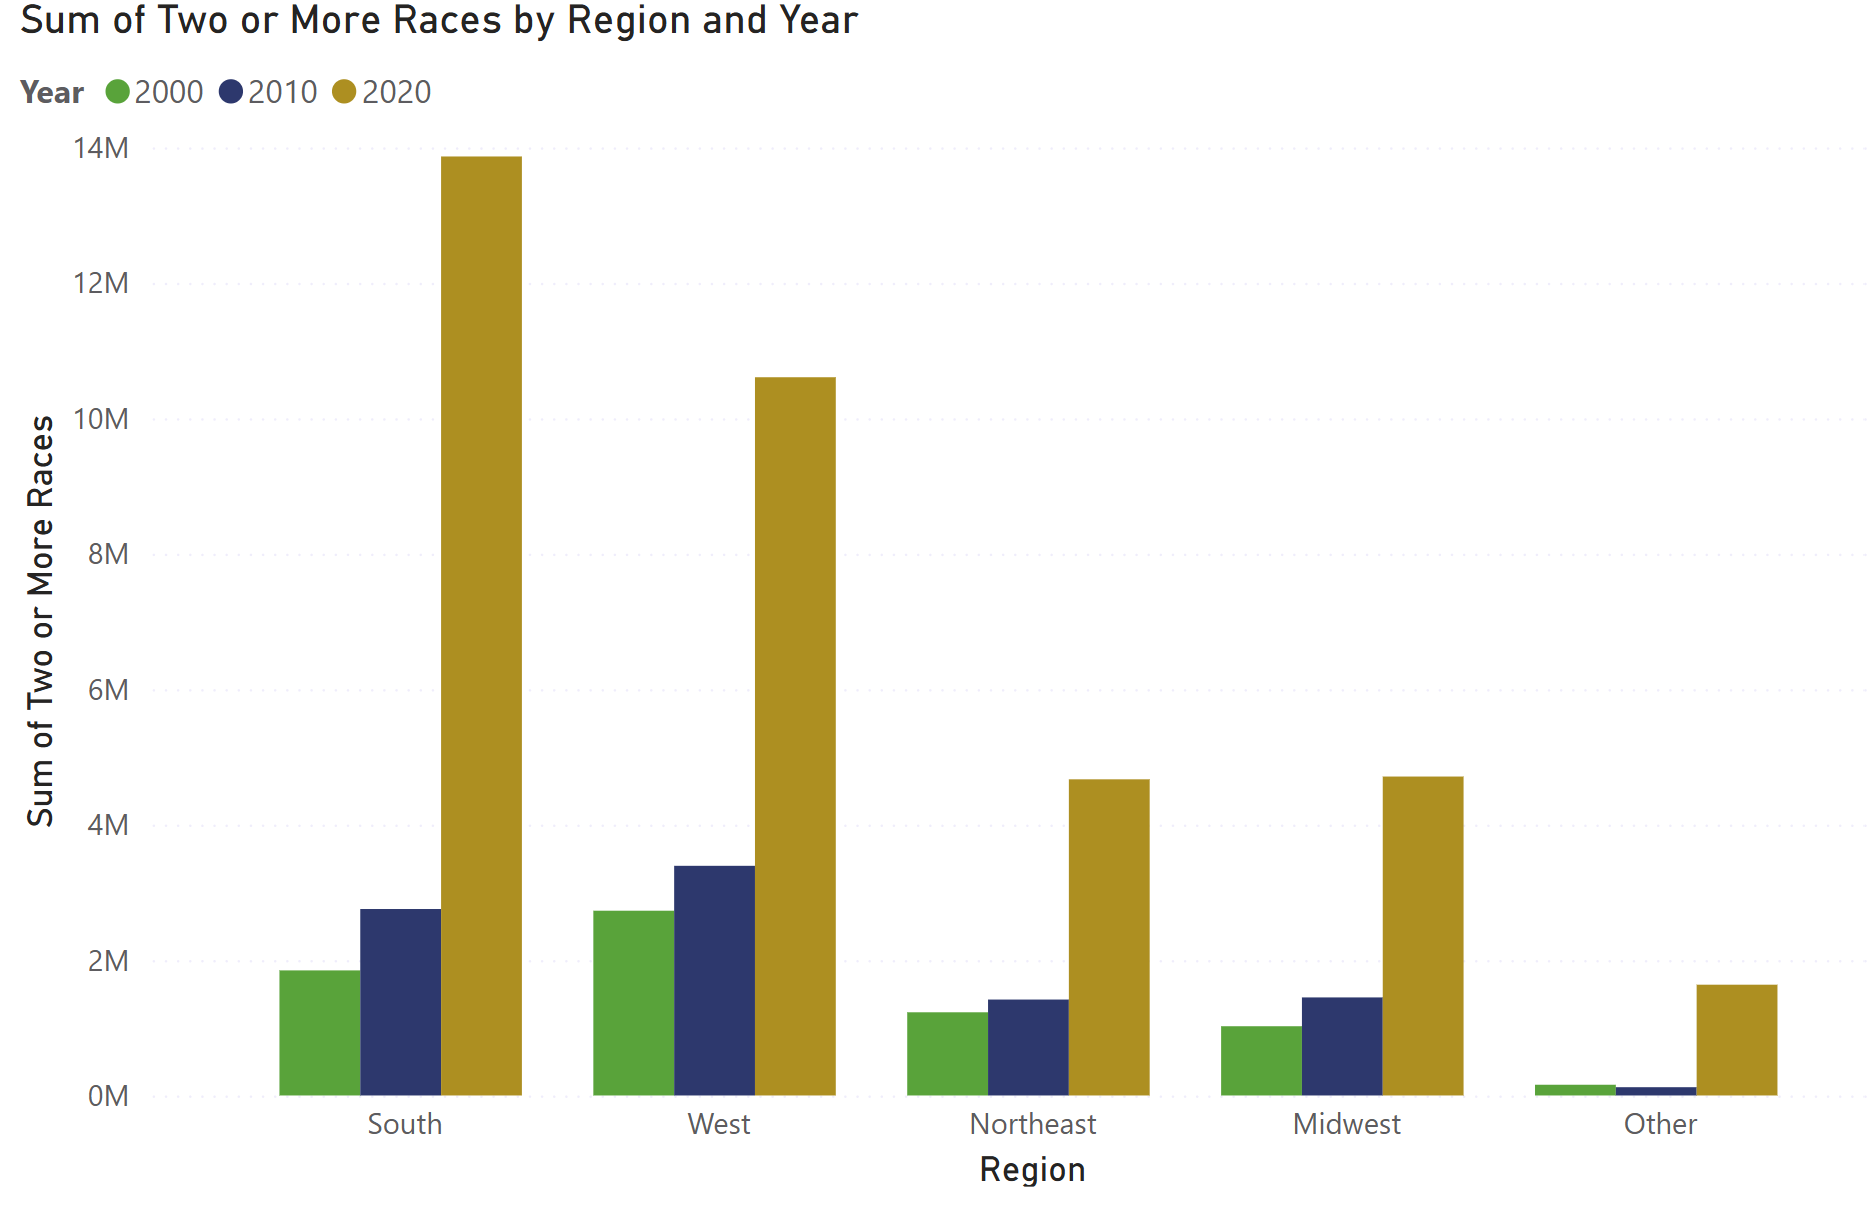 Sum of Two or More Races by Region and Year
Year 2000 2010 2020
Sum of Two or More Races
14M
12M
10M
8M
6M
4M
2M
0M
South West Northeast Midwest Other
Region